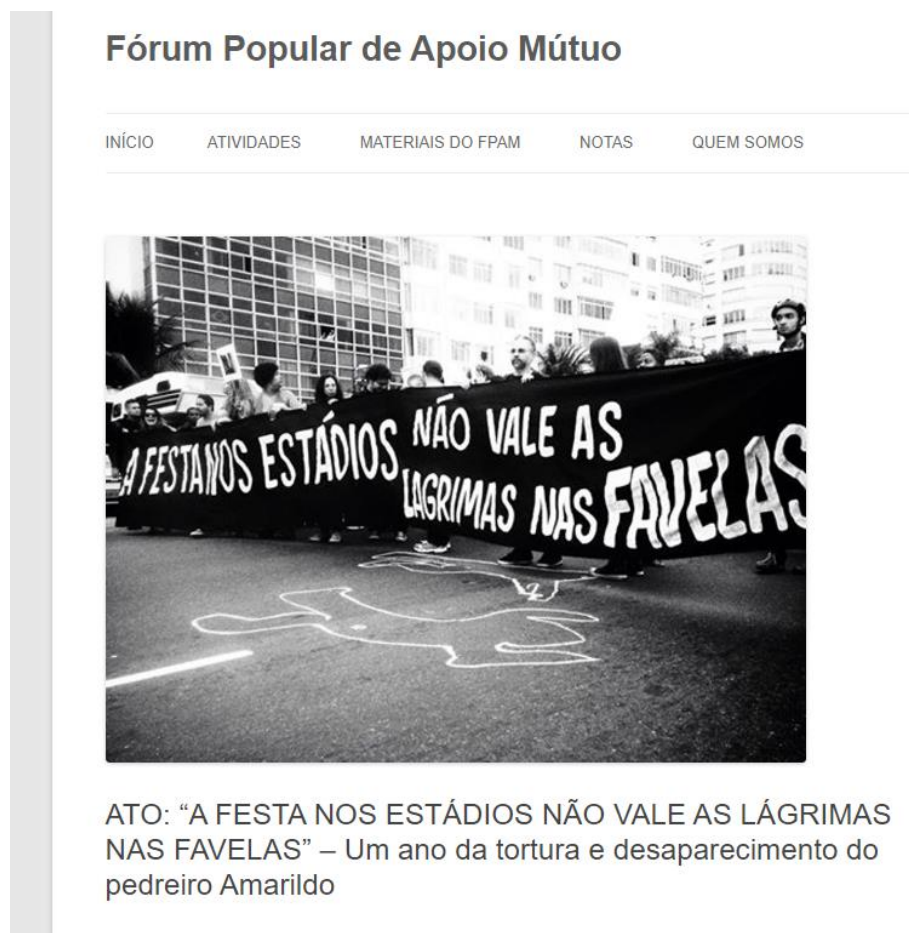 Fórum Popular de Apoio Mútuo
INÍCIO ATIVIDADES MATERIAIS DO FPAM NOTAS QUEM SOMOS
A FESTA NOS ESTÁDIOS NÃO VALE AS
LAGRIMAS NAS FAVELAS
ATO: “A FESTA NOS ESTÁDIOS NÃO VALE AS LÁGRIMAS
NAS FAVELAS” – Um ano da tortura e desaparecimento do
pedreiro Amarildo